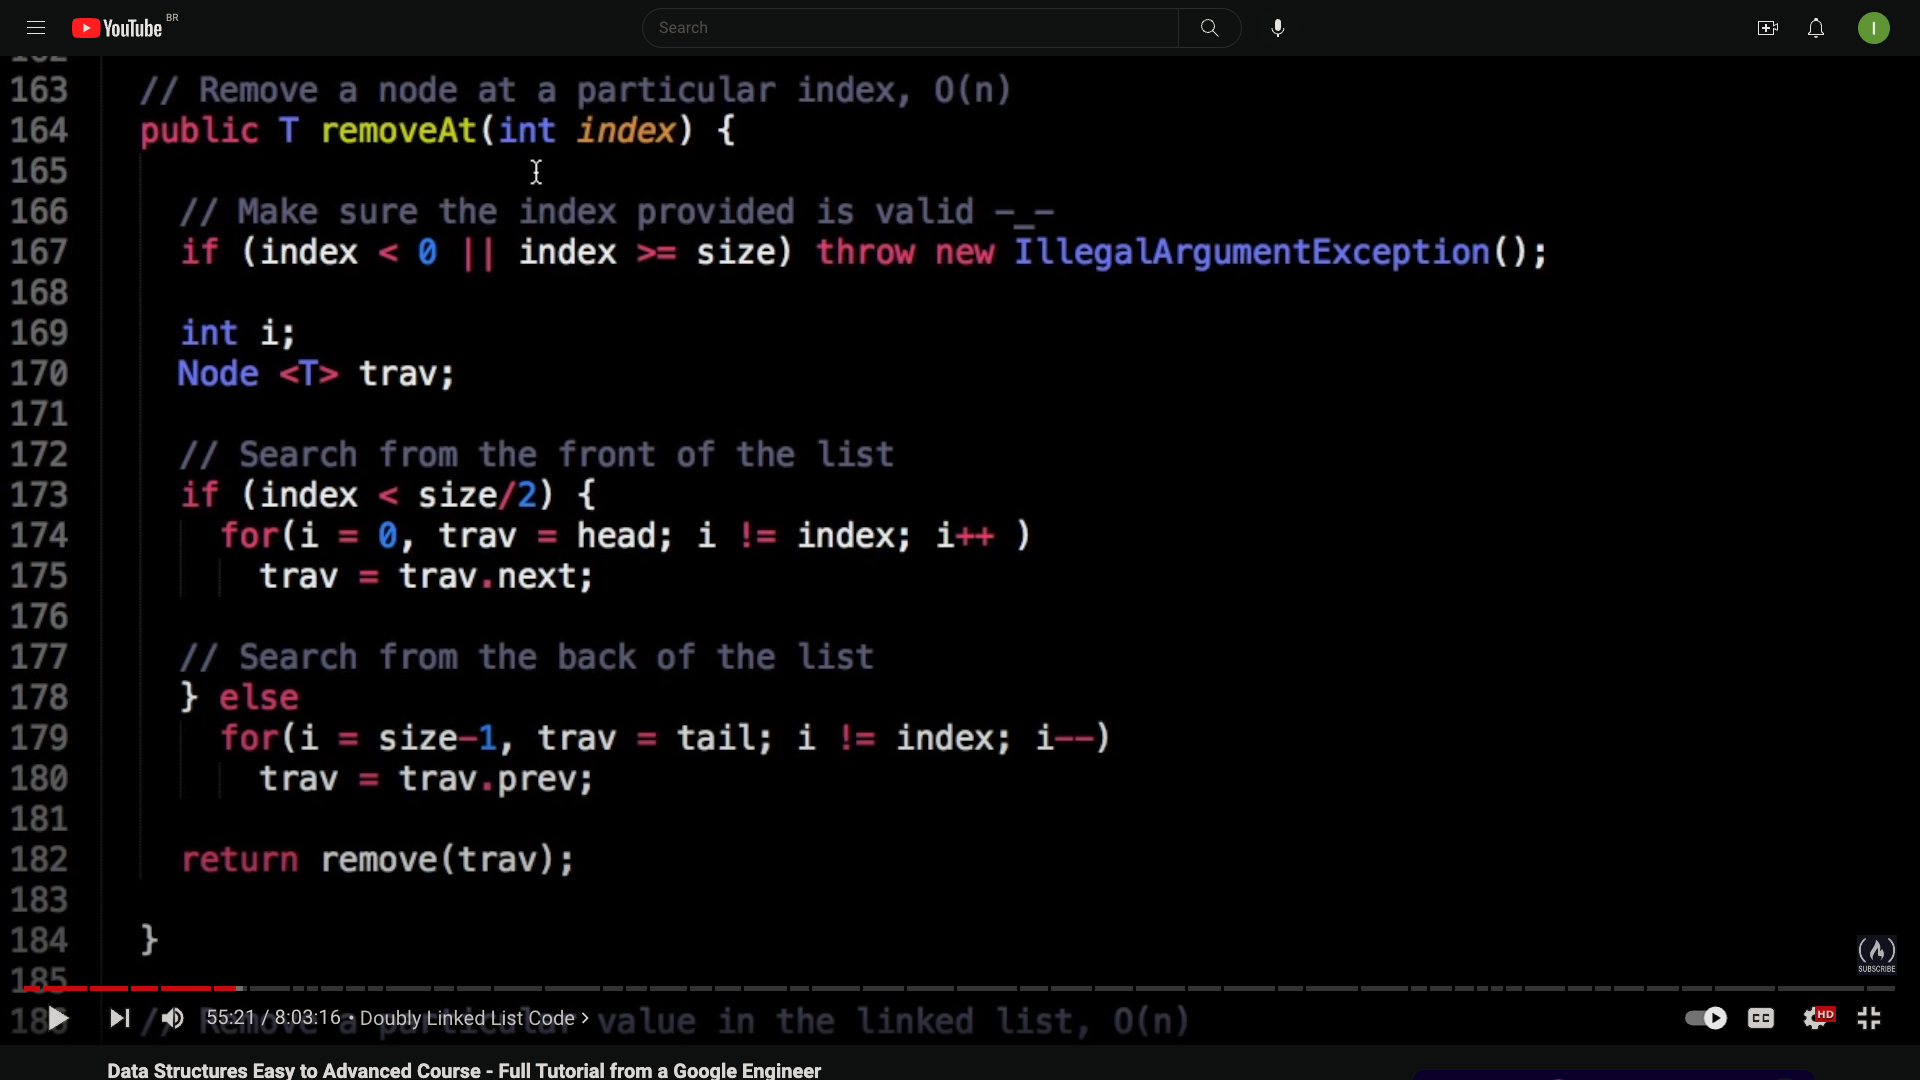 YouTube BR
Search
I
162
163 // Remove a node at a particular index, O(n)
164 public T removeAt(int index) {
165
166 // Make sure the index provided is valid -_-
167 if (index < 0 || index >= size) throw new IllegalArgumentException();
168
169 int i;
170 Node <T> trav;
171
172 // Search from the front of the list
173 if (index < size/2) {
174 for(i = 0, trav = head; i != index; i++ )
175 trav = trav.next;
176
177 // Search from the back of the list
178 } else
179 for(i = size-1, trav = tail; i != index; i--)
180 trav = trav.prev;
181
182 return remove(trav);
183
184 }
185
SUBSCRIBE
186 // Remove a particular value in the linked list, O(n)
55:21 / 8:03:16 • Doubly Linked List Code >
CC
HD
Data Structures Easy to Advanced Course - Full Tutorial from a Google Engineer